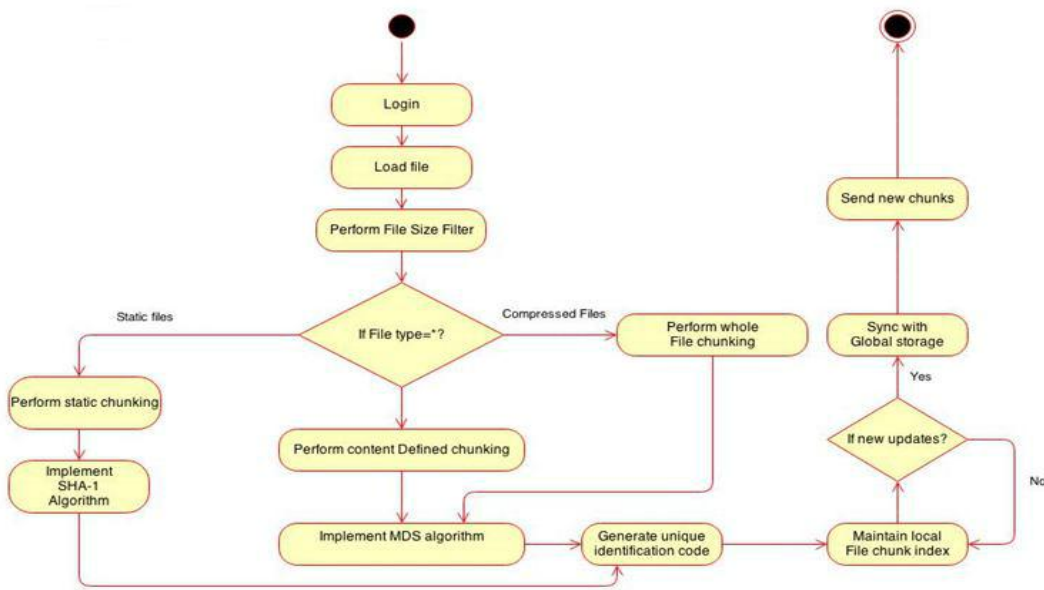 Login
Load file
Perform File Size Filter
Static files
If File type=*?
Compressed Files
Perform whole
File chunking
Perform static chunking
Implement
SHA-1
Algorithm
Perform content Defined chunking
Implement MDS algorithm
Generate unique
identification code
Maintain local
File chunk index
If new updates?
No
Yes
Sync with
Global storage
Send new chunks